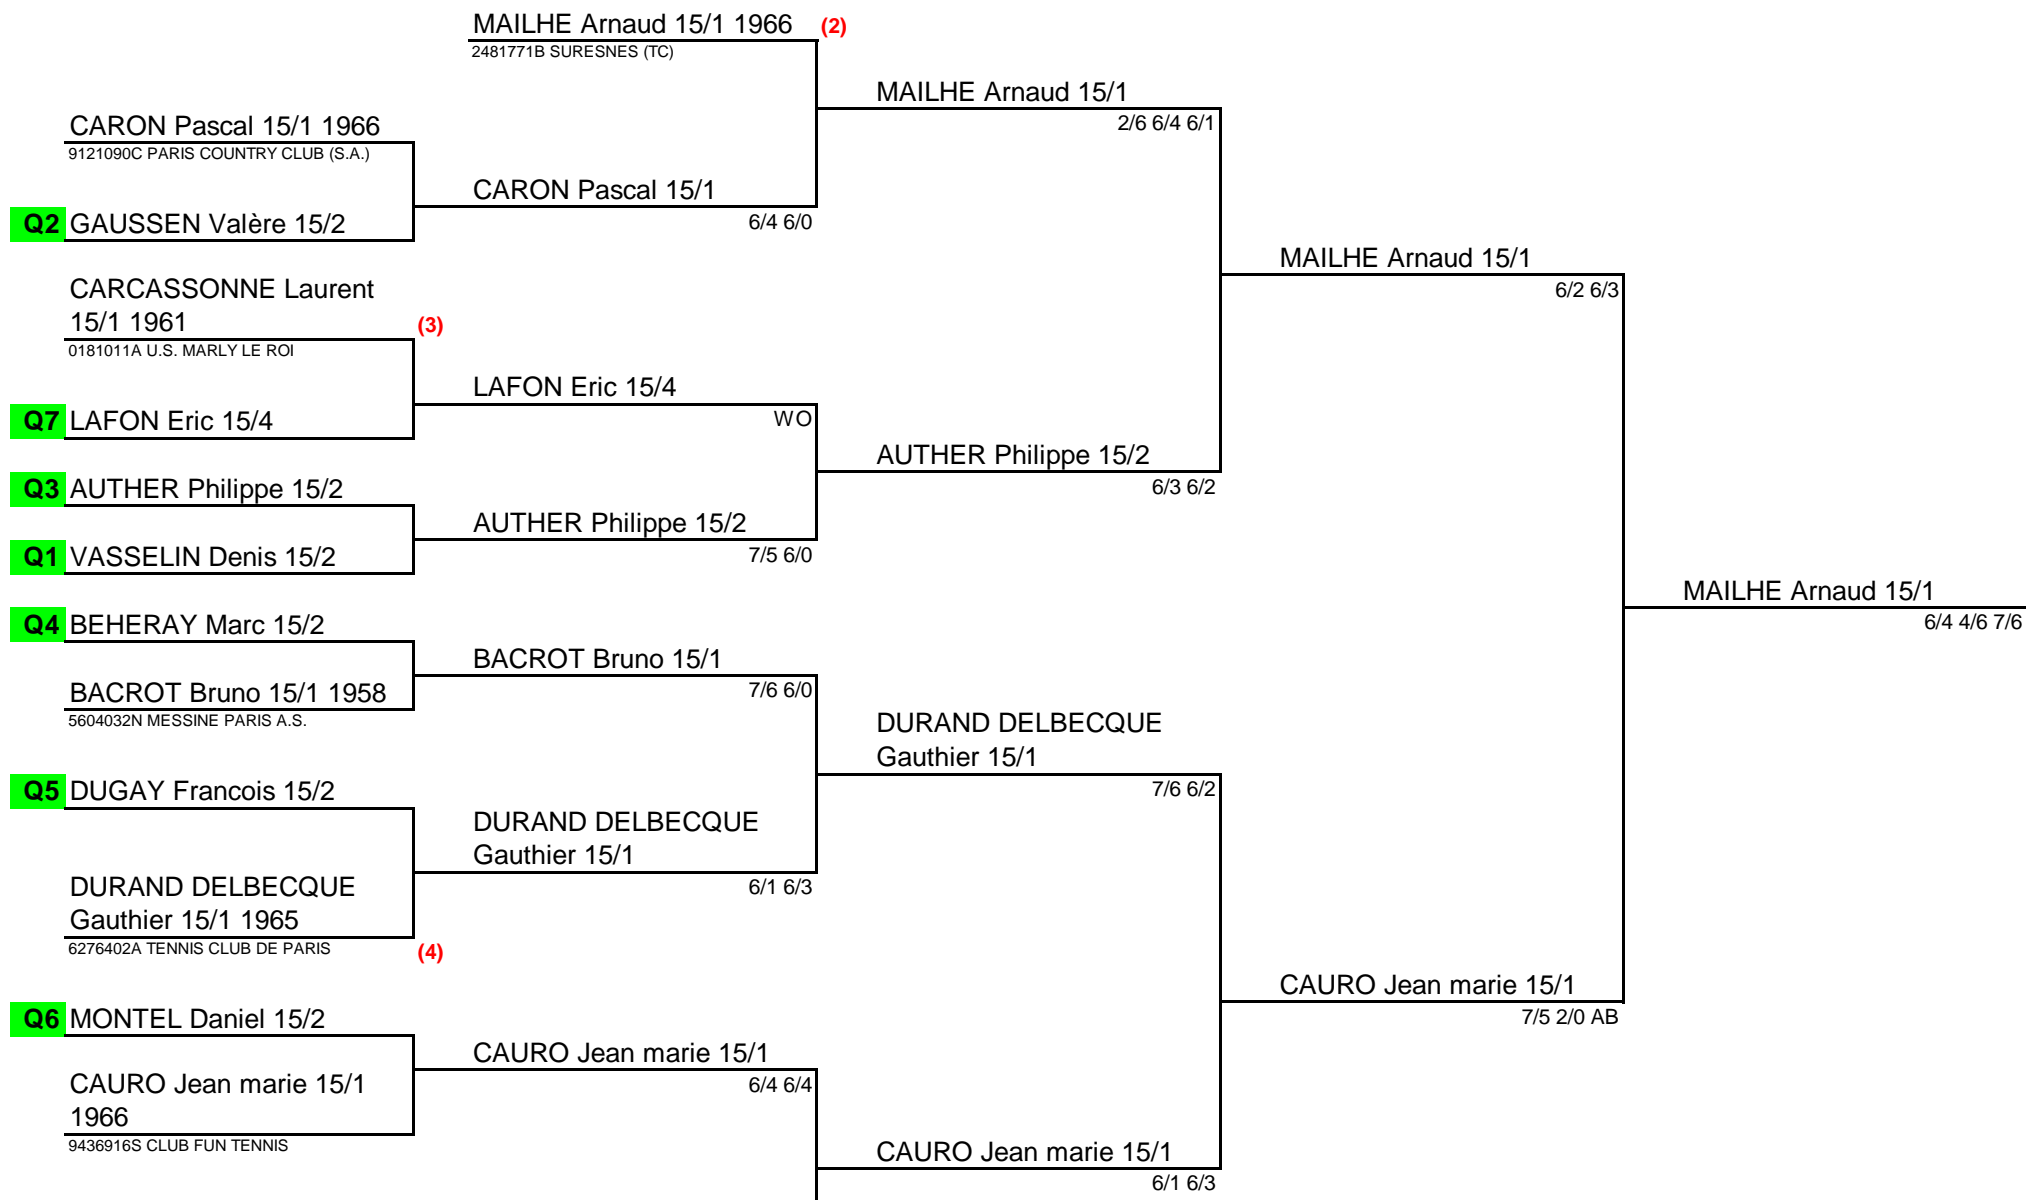 MAILHE Arnaud 15/1 1966 (2)
2481771B SURESNES (TC)
MAILHE Arnaud 15/1
2/6 6/4 6/1
CARON Pascal 15/1 1966
9121090C PARIS COUNTRY CLUB (S.A.)
CARON Pascal 15/1
6/4 6/0
Q2 GAUSSEN Valère 15/2
MAILHE Arnaud 15/1
6/2 6/3
CARCASSONNE Laurent
15/1 1961 (3)
0181011A U.S. MARLY LE ROI
LAFON Eric 15/4
WO
Q7 LAFON Eric 15/4
AUTHER Philippe 15/2
6/3 6/2
Q3 AUTHER Philippe 15/2
AUTHER Philippe 15/2
7/5 6/0
Q1 VASSELIN Denis 15/2
MAILHE Arnaud 15/1
6/4 4/6 7/6
Q4 BEHERAY Marc 15/2
BACROT Bruno 15/1
7/6 6/0
BACROT Bruno 15/1 1958
5604032N MESSINE PARIS A.S.
DURAND DELBECQUE
Gauthier 15/1
7/6 6/2
Q5 DUGAY Francois 15/2
DURAND DELBECQUE
Gauthier 15/1
6/1 6/3
DURAND DELBECQUE
Gauthier 15/1 1965
6276402A TENNIS CLUB DE PARIS (4)
CAURO Jean marie 15/1
7/5 2/0 AB
Q6 MONTEL Daniel 15/2
CAURO Jean marie 15/1
6/4 6/4
CAURO Jean marie 15/1
1966
9436916S CLUB FUN TENNIS
CAURO Jean marie 15/1
6/1 6/3